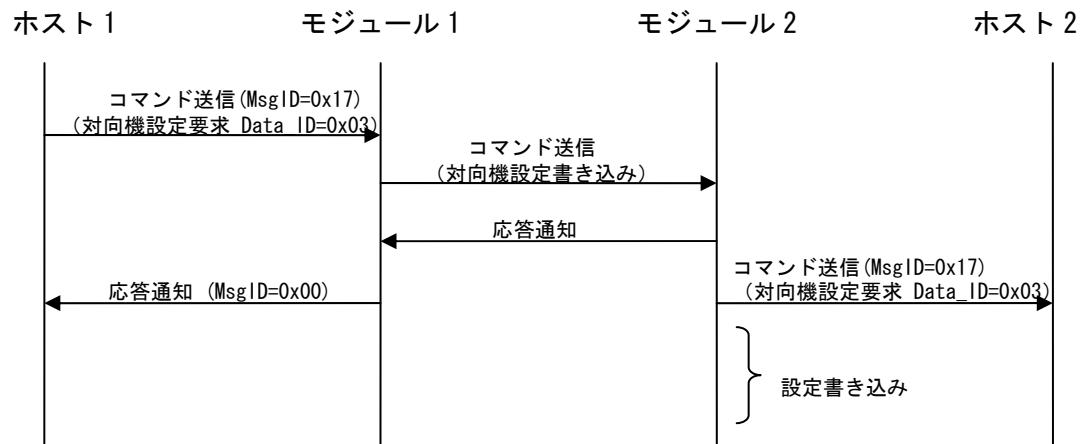 ホスト1
モジュール1
モジュール2
ホスト2
コマンド送信(MsgID=0x17)
(対向機設定要求 Data_ID=0x03)
コマンド送信
(対向機設定書き込み)
応答通知
コマンド送信(MsgID=0x17)
(対向機設定要求 Data_ID=0x03)
応答通知 (MsgID=0x00)
設定書き込み